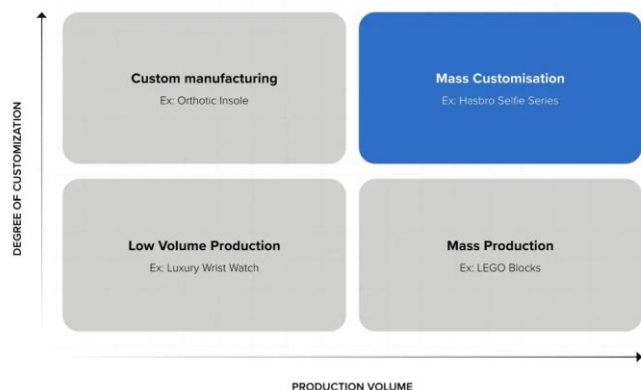 DEGREE OF CUSTOMIZATION
Custom manufacturing
Ex: Orthotic Insole
Mass Customisation
Ex: Hasbro Selfie Series
Low Volume Production
Ex: Luxury Wrist Watch
Mass Production
Ex: LEGO Blocks
PRODUCTION VOLUME